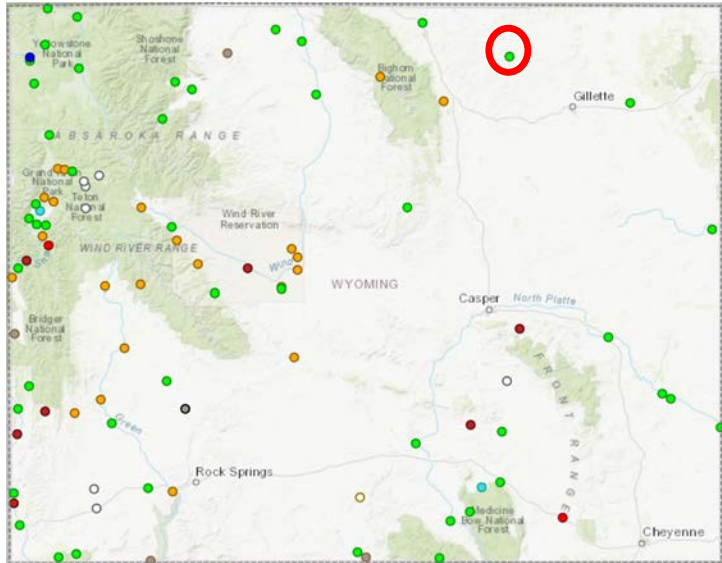 Yellowstone
National
Park
Shoshone
National
Forest
Bighorn
National
Forest
Gillette
ABSAROKA RANGE
Grand Teton
National
Park
Teton
National
Forest
Wind River
Reservation
WIND RIVER RANGE
Wind
WYOMING
Casper
North Platte
Bridger
National
Forest
FRONT RANGE
Green
Rock Springs
Medicine
Bow National
Forest
Cheyenne